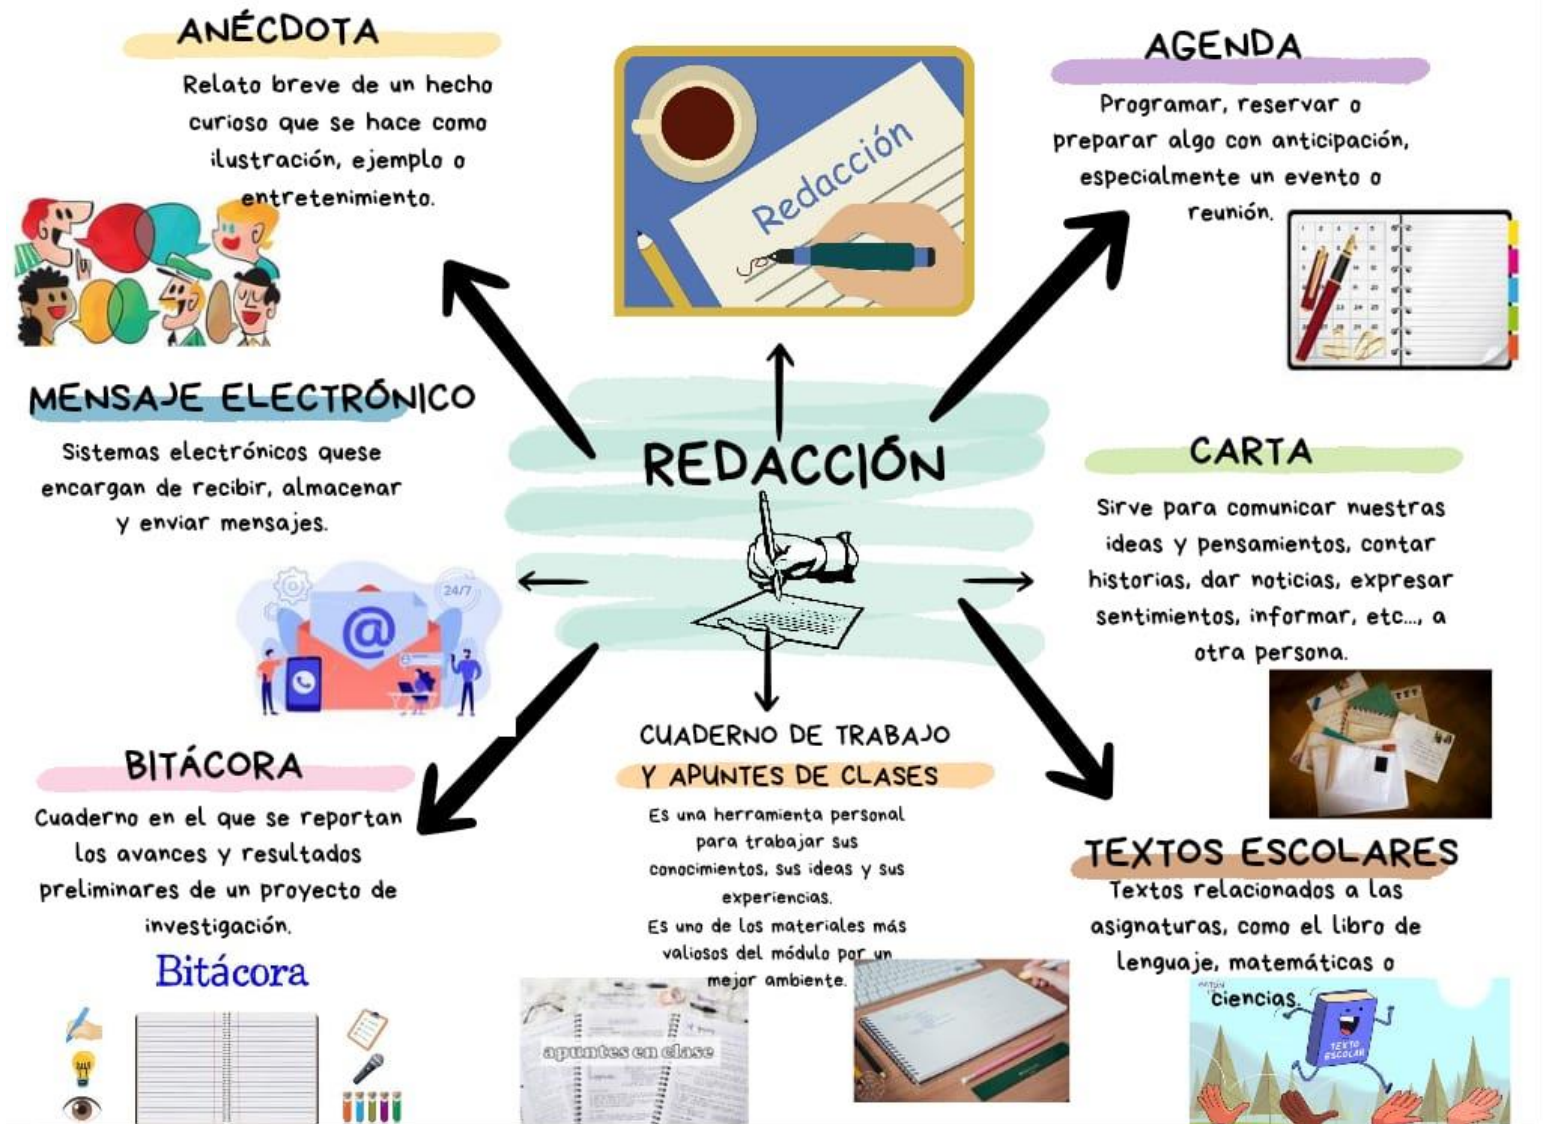 ANÉCDOTA
Relato breve de un hecho
curioso que se hace como
ilustración, ejemplo o
entretenimiento.
Redacción
AGENDA
Programar, reservar o
preparar algo con anticipación,
especialmente un evento o
reunión.
MENSAJE ELECTRÓNICO
Sistemas electrónicos quese
encargan de recibir, almacenar
y enviar mensajes.
24/7
@
REDACCIÓN
CARTA
Sirve para comunicar nuestras
ideas y pensamientos, contar
historias, dar noticias, expresar
sentimientos, informar, etc..., a
otra persona.
BITÁCORA
Cuaderno en el que se reportan
los avances y resultados
preliminares de un proyecto de
investigación.
Bitácora
CUADERNO DE TRABAJO
Y APUNTES DE CLASES
Es una herramienta personal
para trabajar sus
conocimientos, sus ideas y sus
experiencias.
Es uno de los materiales más
valiosos del módulo por un
mejor ambiente.
apuntes en clase
TEXTOS ESCOLARES
Textos relacionados a las
asignaturas, como el libro de
lenguaje, matemáticas o
ciencias.
TEXTO
ESCOLAR